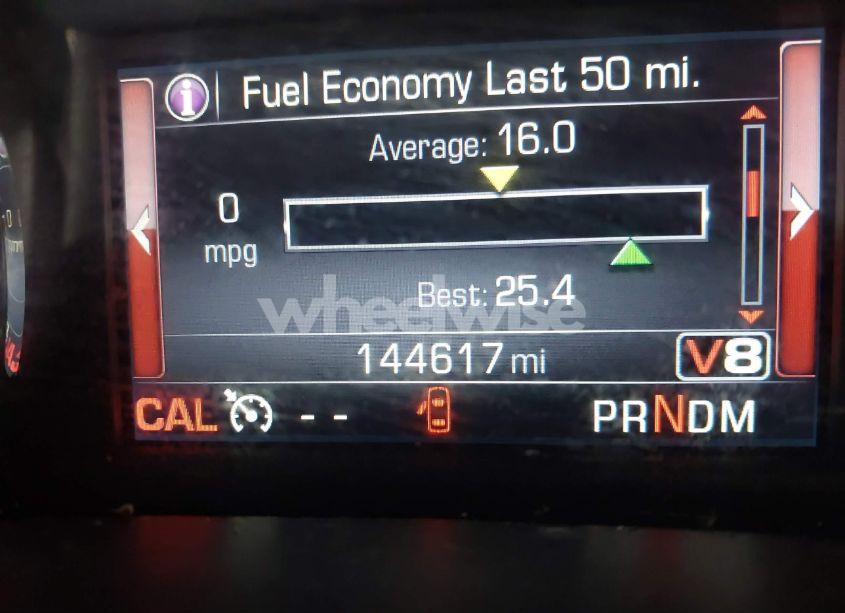 Fuel Economy Last 50 mi.
Average: 16.0
0
mpg
Best: 25.4
wheelwise
144617 mi
V8
CAL -- PRNDM